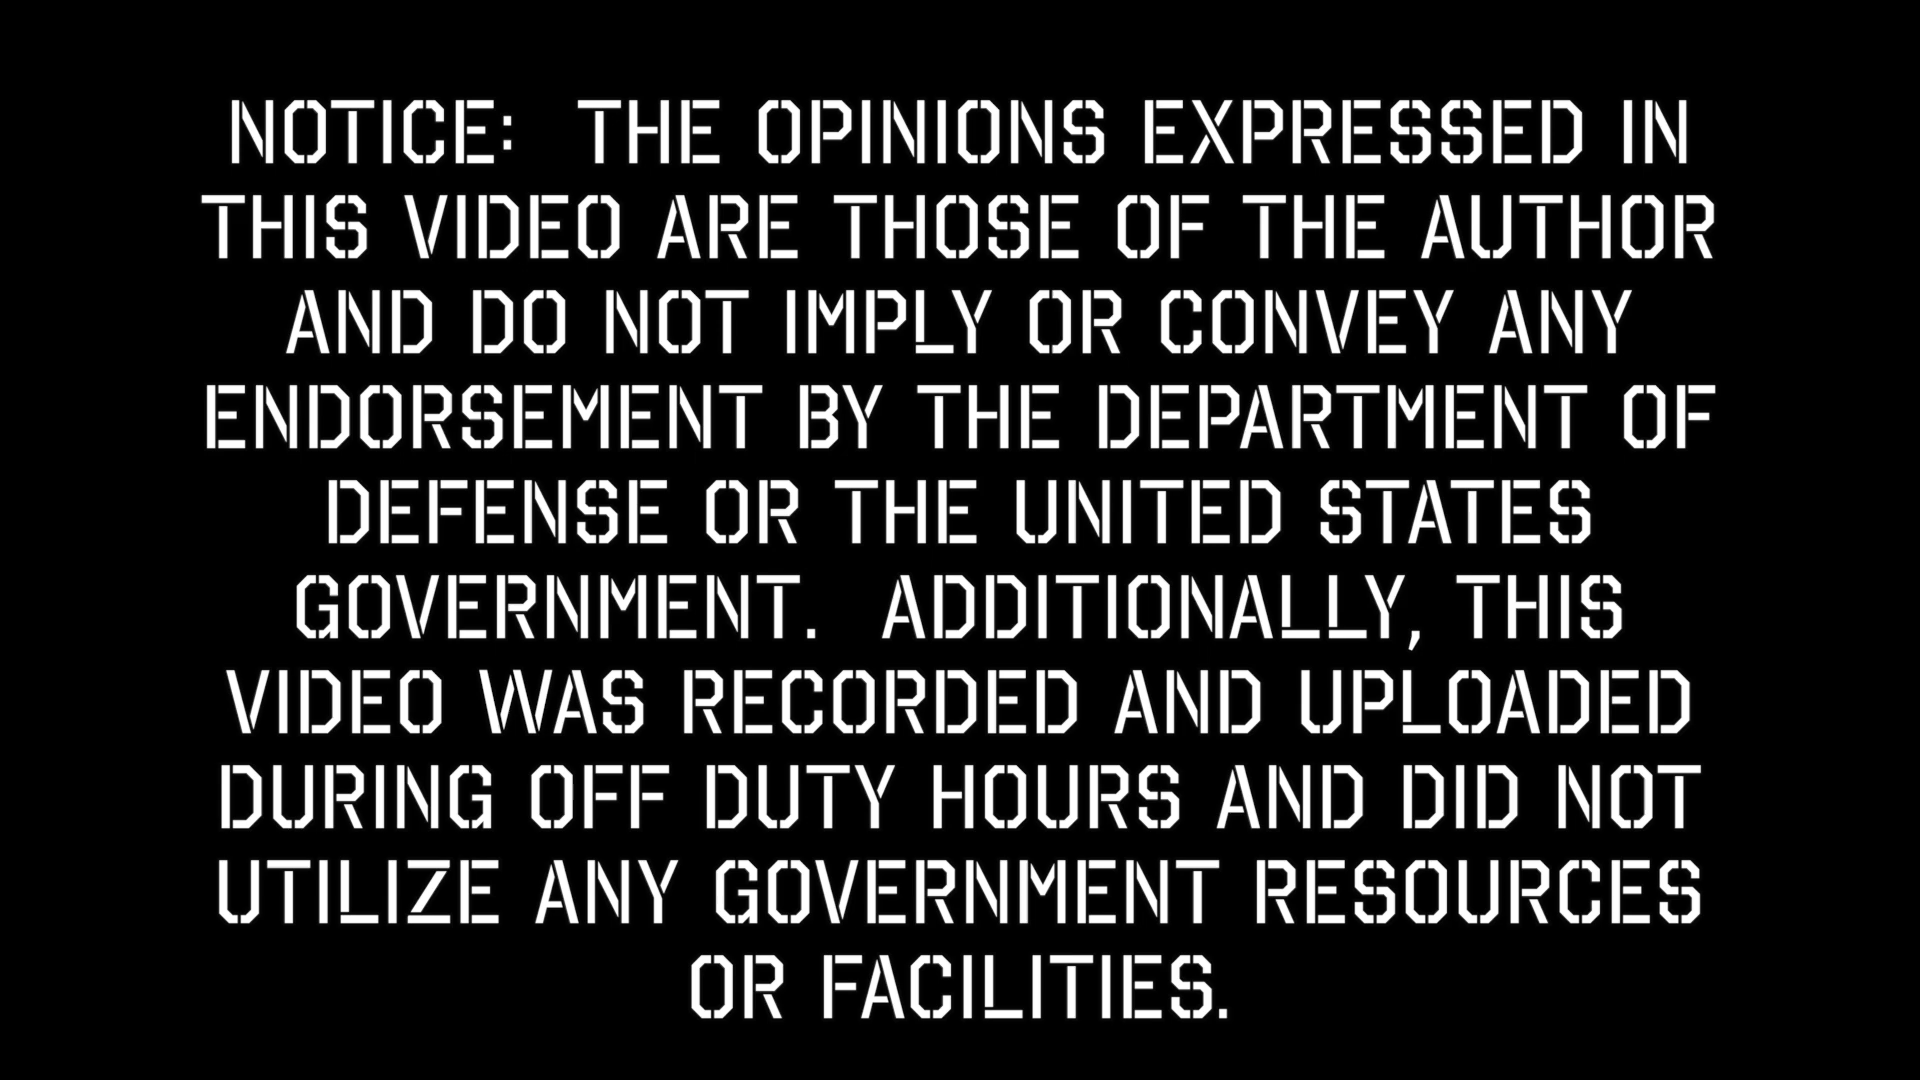 NOTICE:  THE OPINIONS EXPRESSED IN
THIS VIDEO ARE THOSE OF THE AUTHOR
AND DO NOT IMPLY OR CONVEY ANY
ENDORSEMENT BY THE DEPARTMENT OF
DEFENSE OR THE UNITED STATES
GOVERNMENT.  ADDITIONALLY, THIS
VIDEO WAS RECORDED AND UPLOADED
DURING OFF DUTY HOURS AND DID NOT
UTILIZE ANY GOVERNMENT RESOURCES
OR FACILITIES.